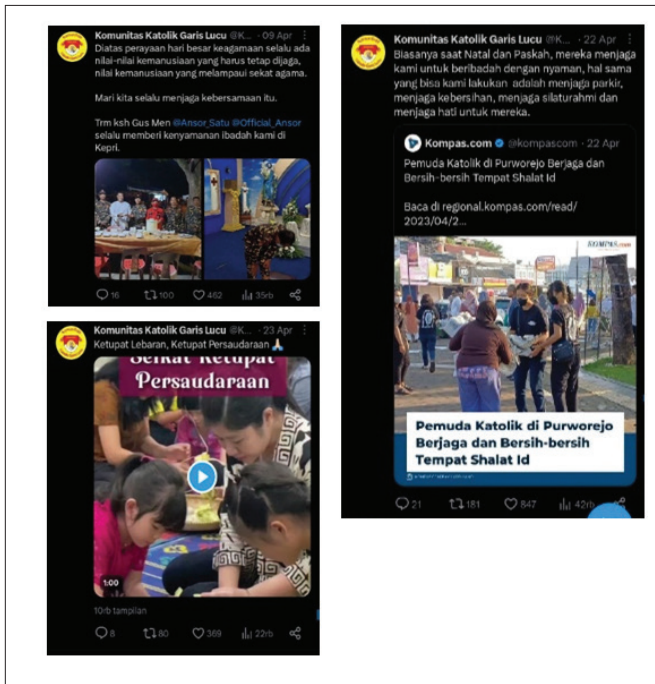 Komunitas Katolik Garis Lucu @K... · 09 Apr
Diatas perayaan hari besar keagamaan selalu ada
nilai-nilai kemanusiaan yang harus tetap dijaga,
nilai kemanusiaan yang melampaui sekat agama.
Mari kita selalu menjaga kebersamaan itu.
Trm ksh Gus Men @Ansor_Satu @Official_Ansor
selalu memberi kenyamanan ibadah kami di
Kepri.
16 100 462 35rb
Komunitas Katolik Garis Lucu @K... · 23 Apr
Ketupat Lebaran, Ketupat Persaudaraan 🙏
Ketupat
Persaudaraan
1:00
10rb tampilan
8 80 369 22rb
Komunitas Katolik Garis Lucu @K... · 22 Apr
Biasanya saat Natal dan Paskah, mereka menjaga
kami untuk beribadah dengan nyaman, hal sama
yang bisa kami lakukan adalah menjaga parkir,
menjaga kebersihan, menjaga silaturahmi dan
menjaga hati untuk mereka.
Kompas.com @kompascom · 22 Apr
Pemuda Katolik di Purworejo Berjaga dan
Bersih-bersih Tempat Shalat Id
Baca di regional.kompas.com/read/
2023/04/2...
KOMPAS.com
Pemuda Katolik di Purworejo
Berjaga dan Bersih-bersih
Tempat Shalat Id
21 181 847 42rb